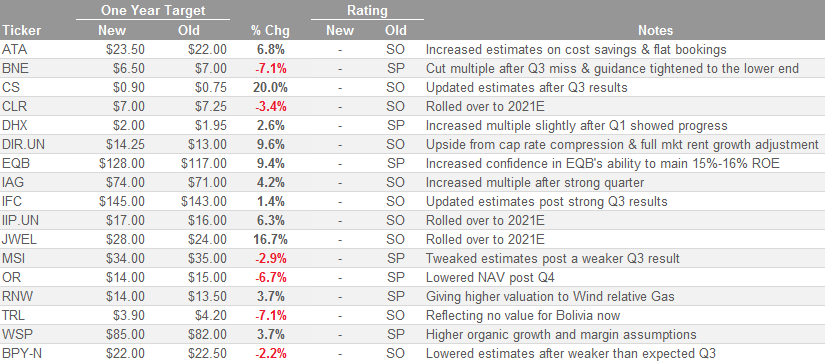 One Year Target Rating
Ticker New Old % Chg New Old Notes
ATA $23.50 $22.00 6.8% - SO Increased estimates on cost savings & flat bookings
BNE $6.50 $7.00 -7.1% - SP Cut multiple after Q3 miss & guidance tightened to the lower end
CS $0.90 $0.75 20.0% - SO Updated estimates after Q3 results
CLR $7.00 $7.25 -3.4% - SO Rolled over to 2021E
DHX $2.00 $1.95 2.6% - SP Increased multiple slightly after Q1 showed progress
DIR.UN $14.25 $13.00 9.6% - SO Upside from cap rate compression & full mkt rent growth adjustment
EQB $128.00 $117.00 9.4% - SP Increased confidence in EQB's ability to main 15%-16% ROE
IAG $74.00 $71.00 4.2% - SO Increased multiple after strong quarter
IFC $145.00 $143.00 1.4% - SO Updated estimates post strong Q3 results
IIP.UN $17.00 $16.00 6.3% - SO Rolled over to 2021E
JWEL $28.00 $24.00 16.7% - SO Rolled over to 2021E
MSI $34.00 $35.00 -2.9% - SP Tweaked estimates post a weaker Q3 result
OR $14.00 $15.00 -6.7% - SP Lowered NAV post Q4
RNW $14.00 $13.50 3.7% - SP Giving higher valuation to Wind relative Gas
TRL $3.90 $4.20 -7.1% - SO Reflecting no value for Bolivia now
WSP $85.00 $82.00 3.7% - SP Higher organic growth and margin assumptions
BPY-N $22.00 $22.50 -2.2% - SO Lowered estimates after weaker than expected Q3